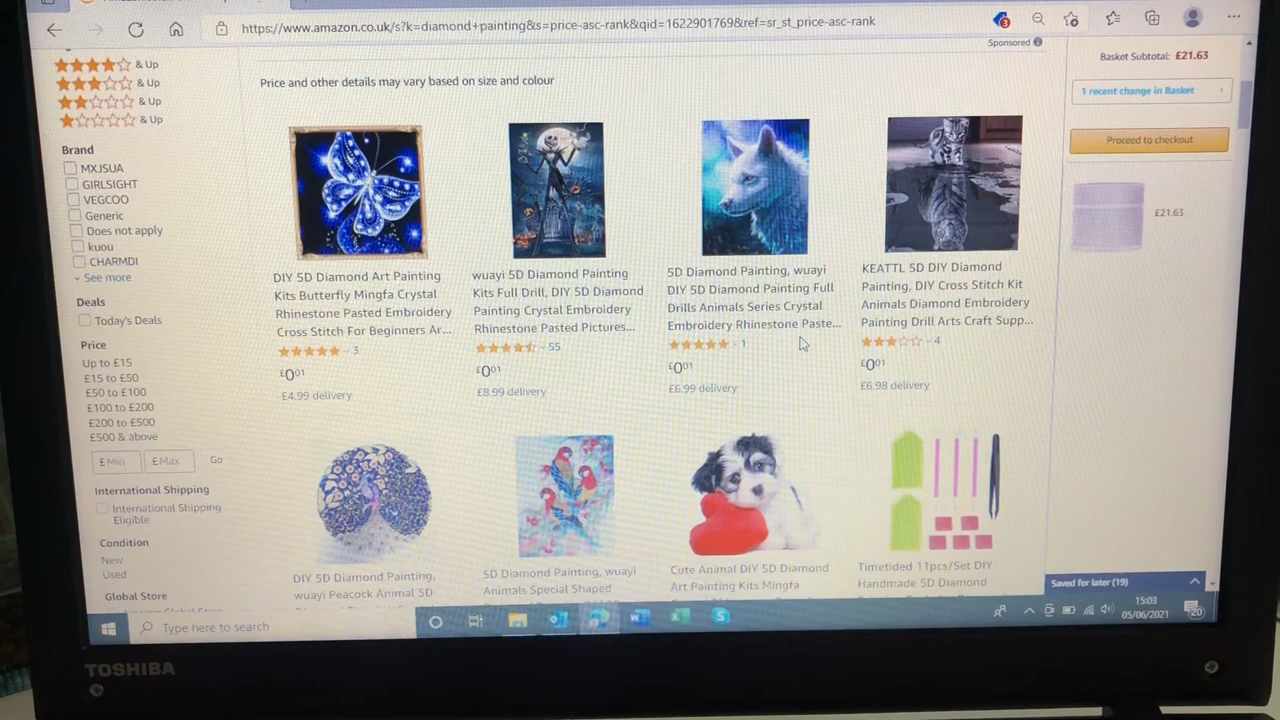 https://www.amazon.co.uk/s?k=diamond+painting&s=price-asc-rank&qid=1622901769&ref=sr_st_price-asc-rank
3
Sponsored
& Up
& Up
& Up
& Up
Brand
MXJSUA
GIRLSIGHT
VEGCOO
Generic
Does not apply
kuou
CHARMDI
See more
Deals
Today's Deals
Price
Up to £15
£15 to £50
£50 to £100
£100 to £200
£200 to £500
£500 & above
£ Min
£ Max
Go
International Shipping
International Shipping
Eligible
Condition
New
Used
Global Store
Price and other details may vary based on size and colour
DIY 5D Diamond Art Painting
Kits Butterfly Mingfa Crystal
Rhinestone Pasted Embroidery
Cross Stitch For Beginners Ar...
3
£0.01
£4.99 delivery
wuayi 5D Diamond Painting
Kits Full Drill, DIY 5D Diamond
Painting Crystal Embroidery
Rhinestone Pasted Pictures...
55
£0.01
£8.99 delivery
5D Diamond Painting, wuayi
DIY 5D Diamond Painting Full
Drills Animals Series Crystal
Embroidery Rhinestone Paste...
1
£0.01
£6.99 delivery
KEATTL 5D DIY Diamond
Painting, DIY Cross Stitch Kit
Animals Diamond Embroidery
Painting Drill Arts Craft Supp...
4
£0.01
£6.98 delivery
DIY 5D Diamond Painting,
wuayi Peacock Animal 5D
5D Diamond Painting, wuayi
Animals Special Shaped
Cute Animal DIY 5D Diamond
Art Painting Kits Mingfa
Timetided 11pcs/Set DIY
Handmade 5D Diamond
Basket Subtotal: £21.63
1 recent change in Basket
Proceed to checkout
£21.63
Saved for later (19)
Type here to search
15:03
05/06/2021
20
TOSHIBA